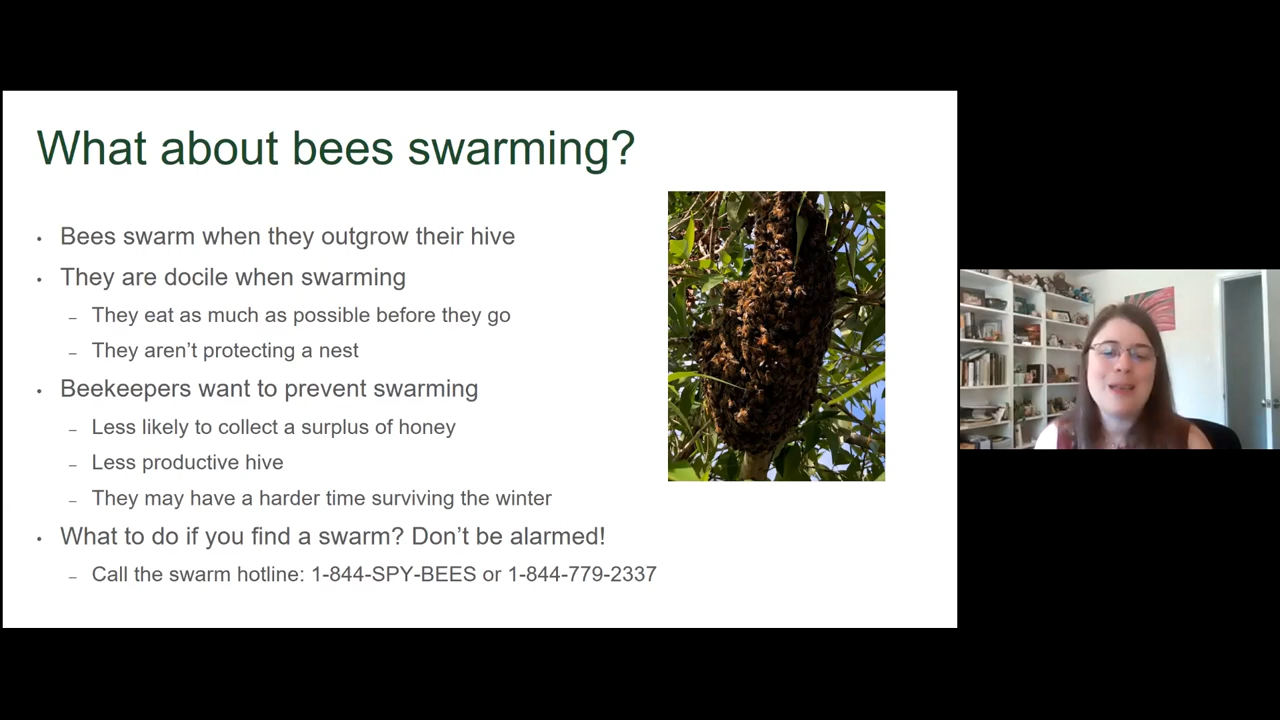 What about bees swarming?
• Bees swarm when they outgrow their hive
• They are docile when swarming
– They eat as much as possible before they go
– They aren’t protecting a nest
• Beekeepers want to prevent swarming
– Less likely to collect a surplus of honey
– Less productive hive
– They may have a harder time surviving the winter
• What to do if you find a swarm? Don’t be alarmed!
– Call the swarm hotline: 1-844-SPY-BEES or 1-844-779-2337